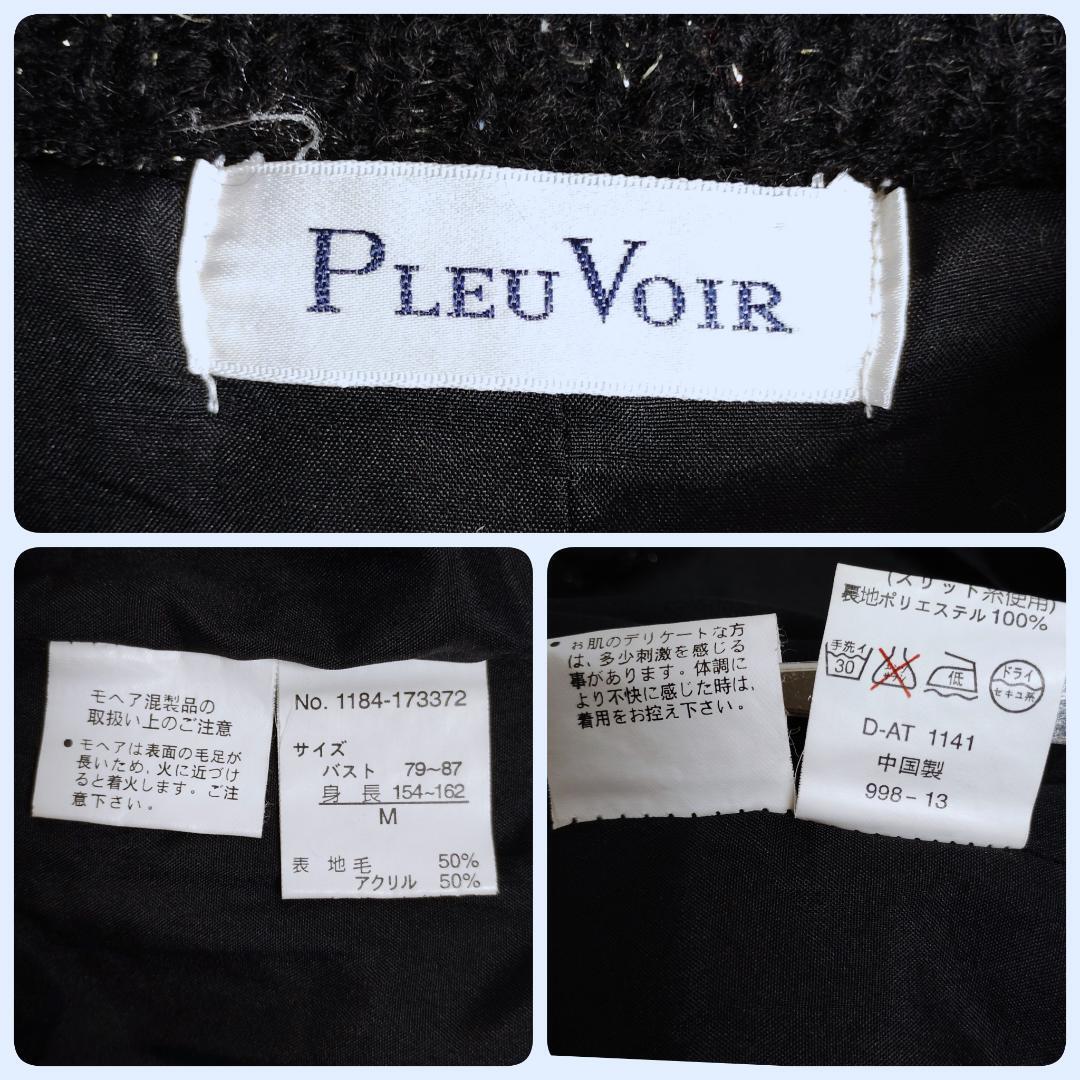 PLEUVOIR
モヘア混製品の
取扱い上のご注意
● モヘアは表面の毛足が
長いため、火に近づけ
ると着火します。ご注
意下さい。
No. 1184-173372
サイズ
バスト 79~87
身長 154~162
M
表地 毛 50%
アクリル 50%
● お肌のデリケートな方
は、多少刺激を感じる
事があります。体調に
より不快に感じた時は、
着用をお控え下さい。
(スリット糸使用)
裏地ポリエステル100%
手洗イ
30
低
ドライ
セキユ系
D-AT 1141
中国製
998-13